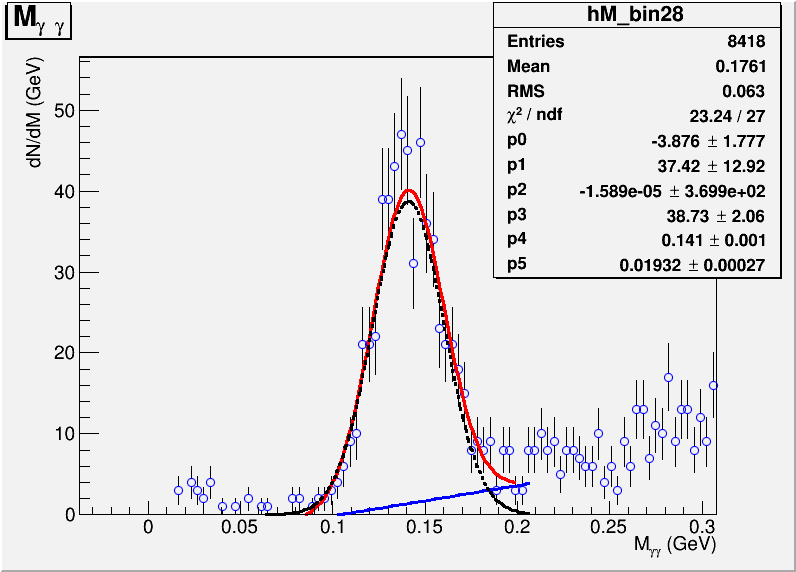 Mγ γ
hM_bin28
Entries 8418
Mean 0.1761
RMS 0.063
χ² / ndf 23.24 / 27
p0 -3.876 ± 1.777
p1 37.42 ± 12.92
p2 -1.589e-05 ± 3.699e+02
p3 38.73 ± 2.06
p4 0.141 ± 0.001
p5 0.01932 ± 0.00027
dN/dM (GeV)
50
40
30
20
10
0
0 0.05 0.1 0.15 0.2 0.25 0.3
Mγγ (GeV)